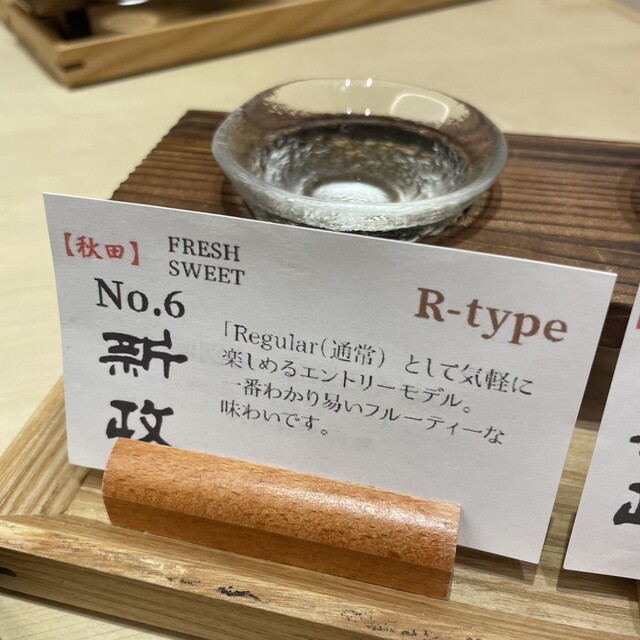 【秋田】
FRESH
SWEET
No.6
新政
R-type
「Regular(通常) として気軽に
楽しめるエントリーモデル。
一番わかり易いフルーティーな
味わいです。